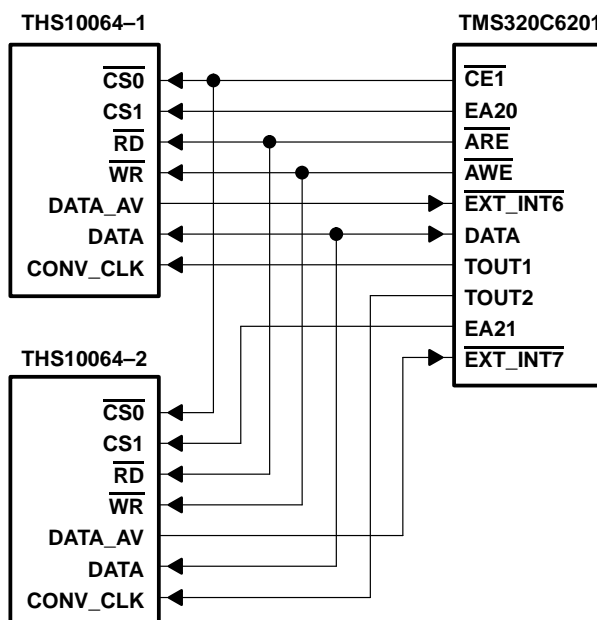 THS10064–1
TMS320C6201
CS0
CE1
CS1
EA20
RD
ARE
WR
AWE
DATA_AV
EXT_INT6
DATA
DATA
CONV_CLK
TOUT1
TOUT2
EA21
THS10064–2
EXT_INT7
CS0
CS1
RD
WR
DATA_AV
DATA
CONV_CLK